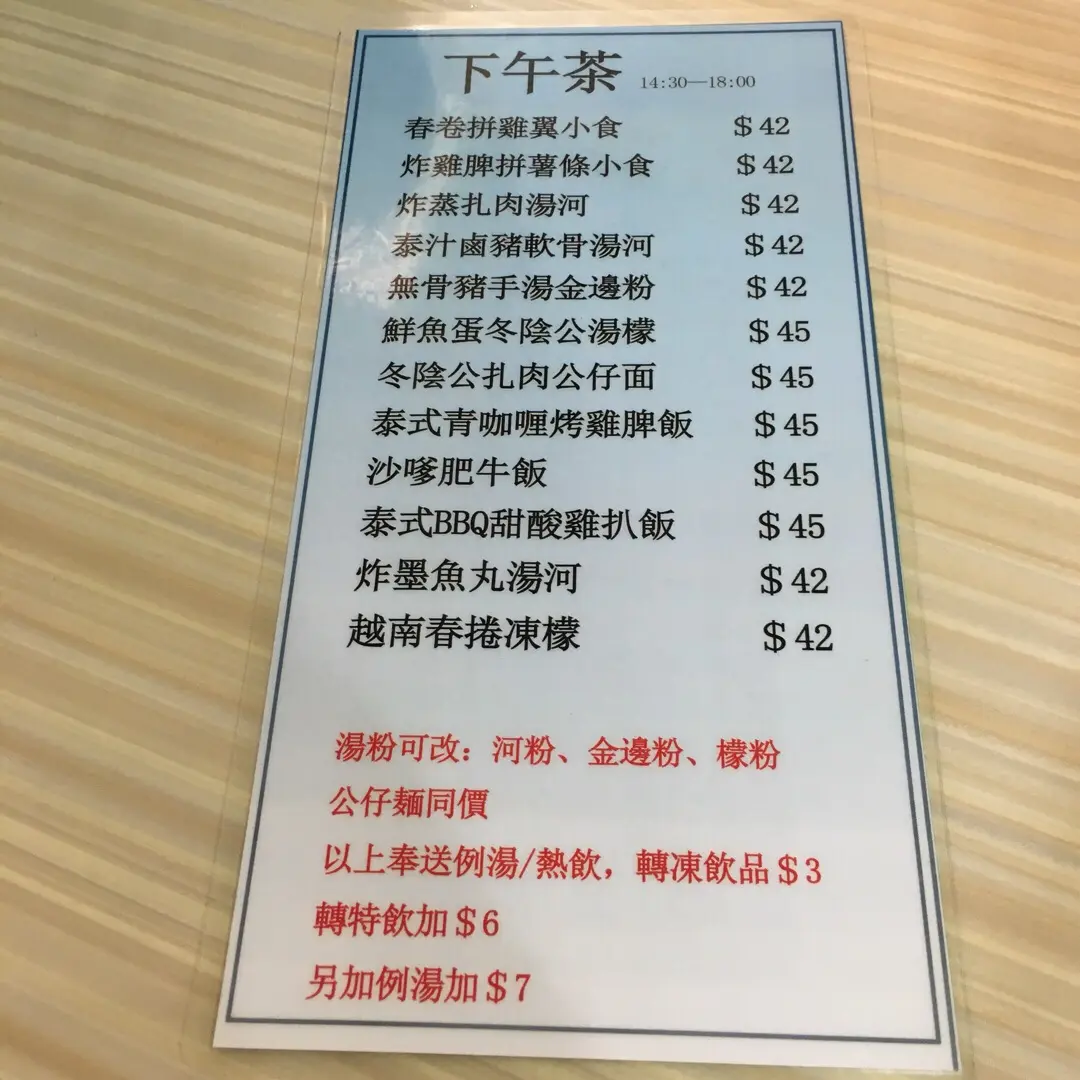 下午茶 14:30—18:00
春卷拼雞翼小食 $42
炸雞脾拼薯條小食 $42
炸蒸扎肉湯河 $42
泰汁鹵豬軟骨湯河 $42
無骨豬手湯金邊粉 $42
鮮魚蛋冬陰公湯檬 $45
冬陰公扎肉公仔面 $45
泰式青咖喱烤雞脾飯 $45
沙嗲肥牛飯 $45
泰式BBQ甜酸雞扒飯 $45
炸墨魚丸湯河 $42
越南春捲凍檬 $42
湯粉可改：河粉、金邊粉、檬粉
公仔麵同價
以上奉送例湯/熱飲，轉凍飲品$3
轉特飲加$6
另加例湯加$7